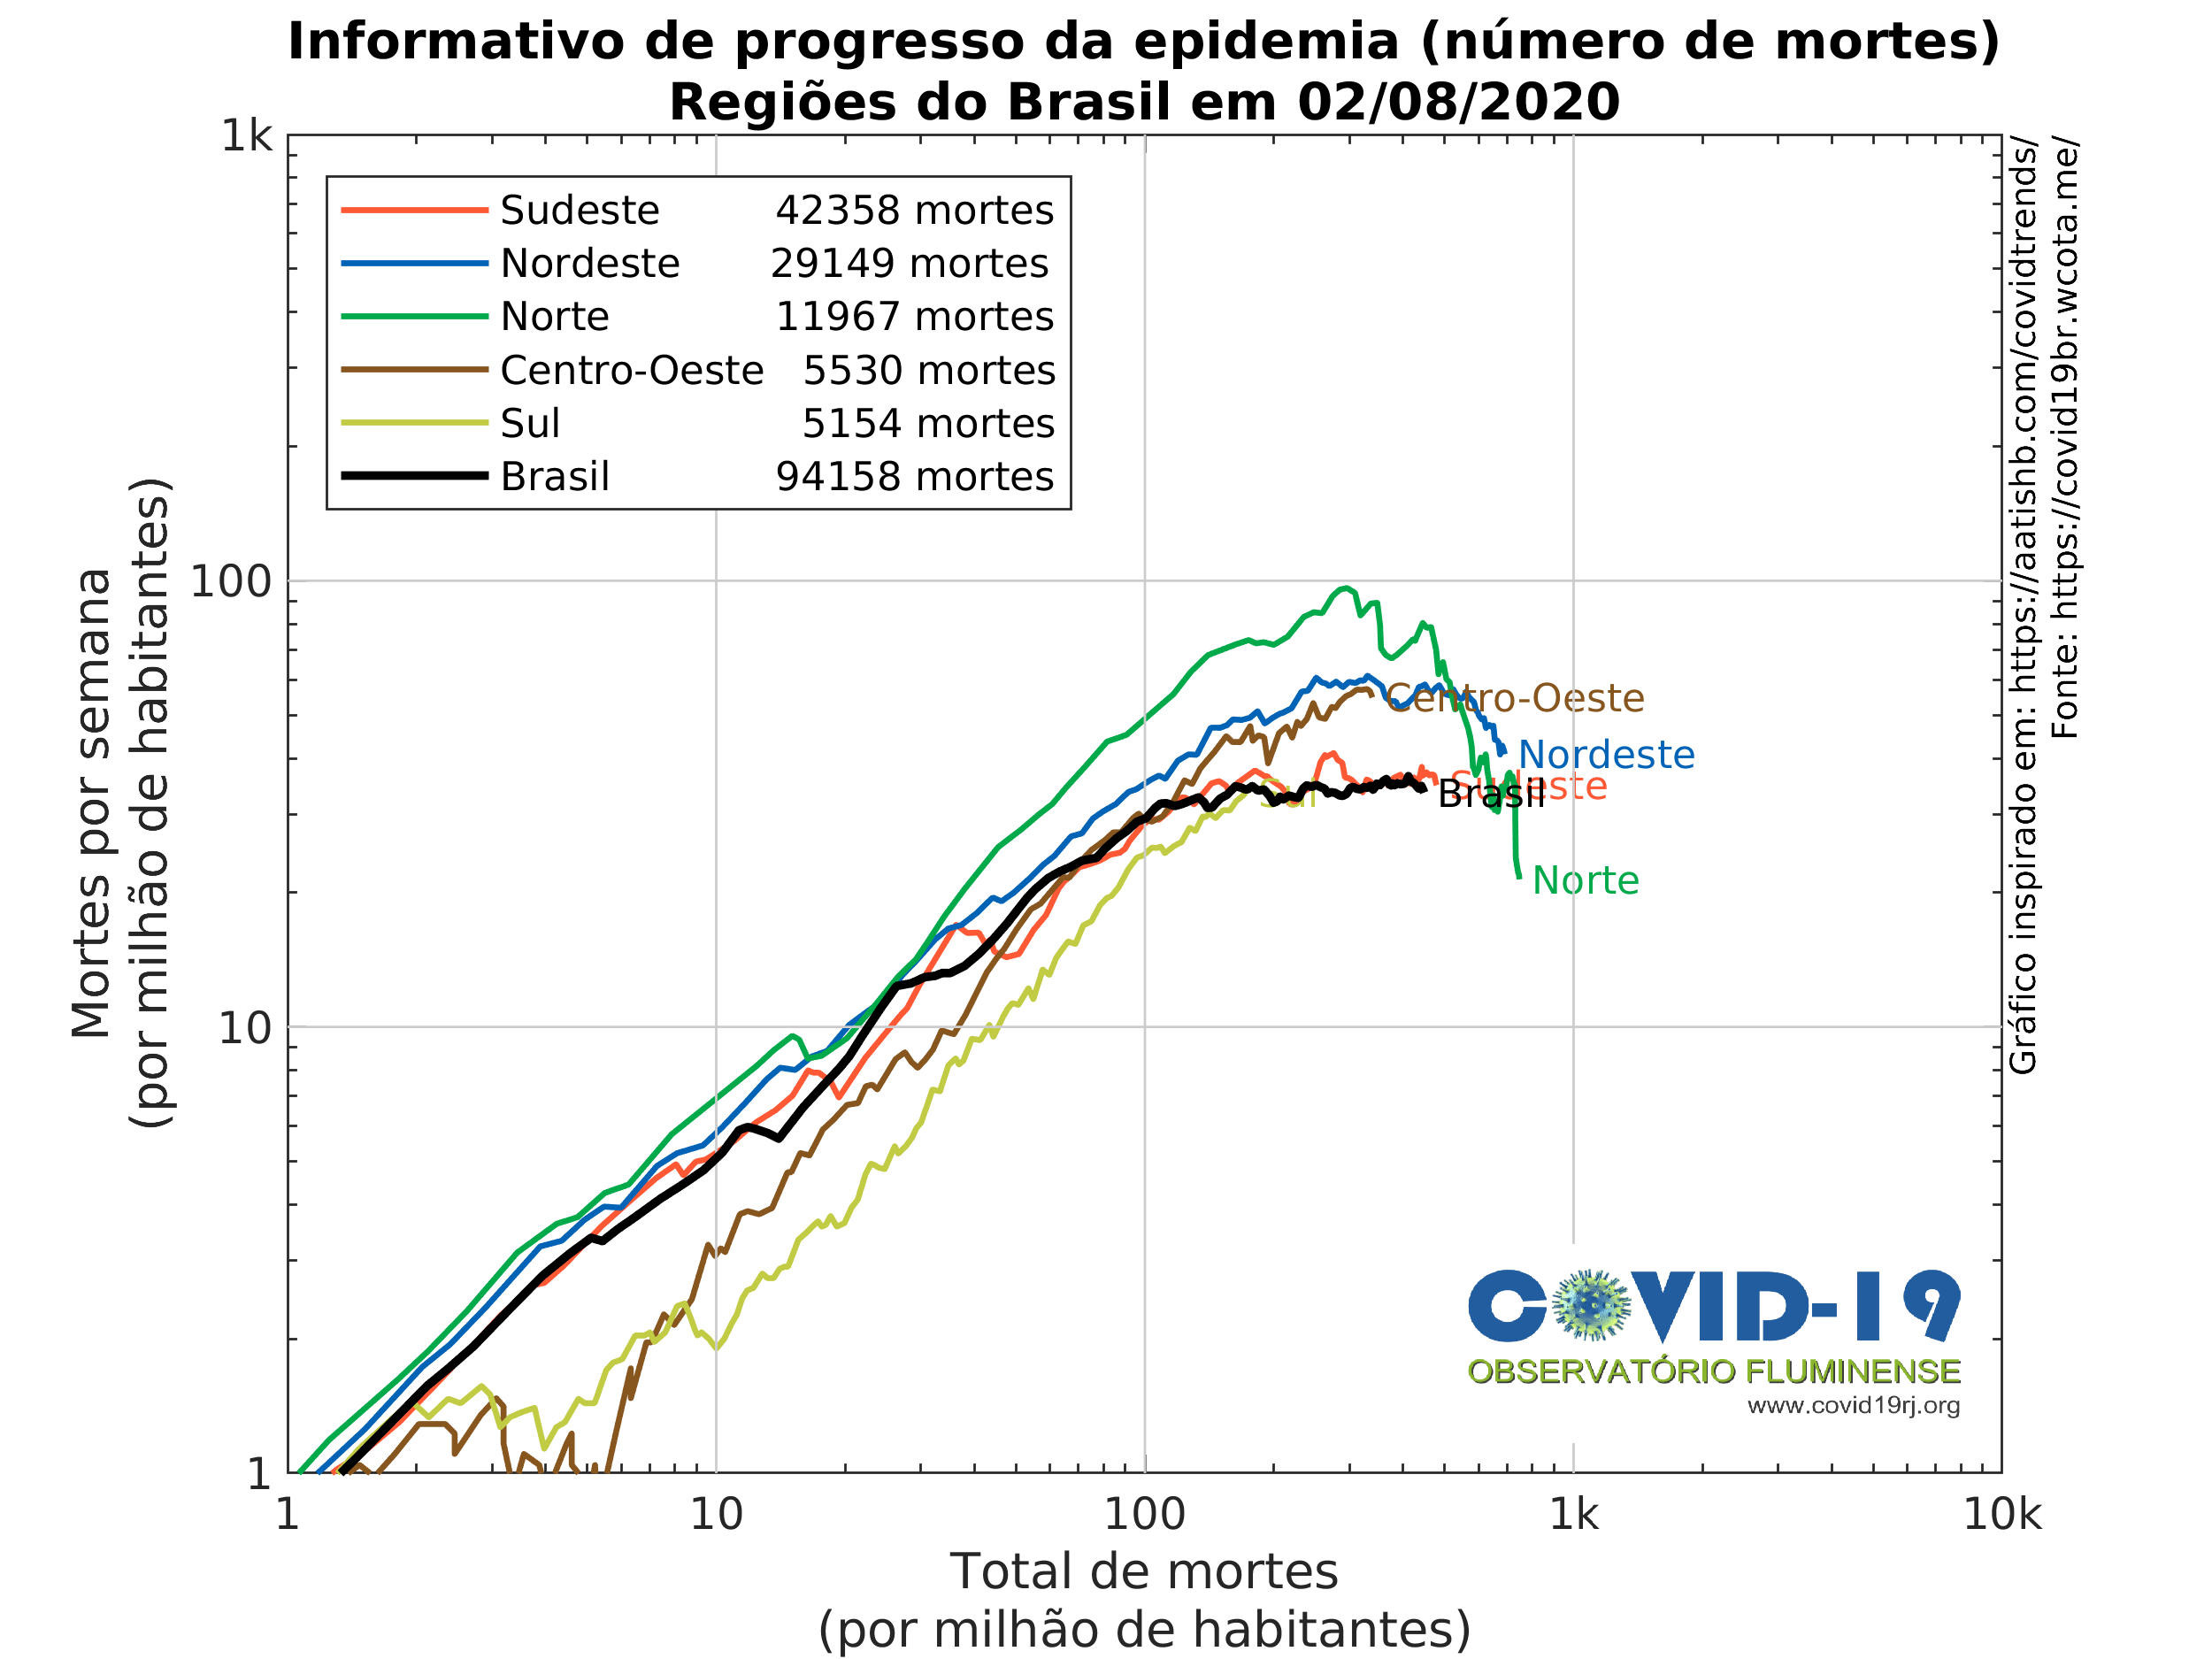 Informativo de progresso da epidemia (número de mortes)
Regiões do Brasil em 02/08/2020
Sudeste 42358 mortes
Nordeste 29149 mortes
Norte 11967 mortes
Centro-Oeste 5530 mortes
Sul 5154 mortes
Brasil 94158 mortes
1k
100
10
1
Mortes por semana
(por milhão de habitantes)
Centro-Oeste
Nordeste
Sul
Sudeste
Brasil
Norte
Gráfico inspirado em: https://aatishb.com/covidtrends/
Fonte: https://covid19br.wcota.me/
COVID-19
OBSERVATÓRIO FLUMINENSE
www.covid19rj.org
1
10
100
1k
10k
Total de mortes
(por milhão de habitantes)